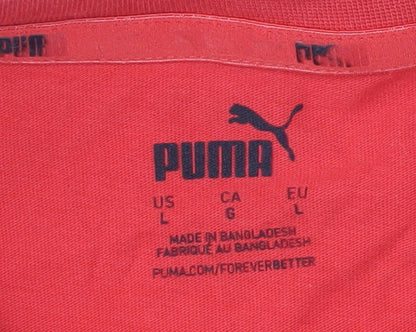 PUMA
PUMA
PUMA
US CA EU
L G L
MADE IN BANGLADESH
FABRIQUÉ AU BANGLADESH
PUMA.COM/FOREVERBETTER